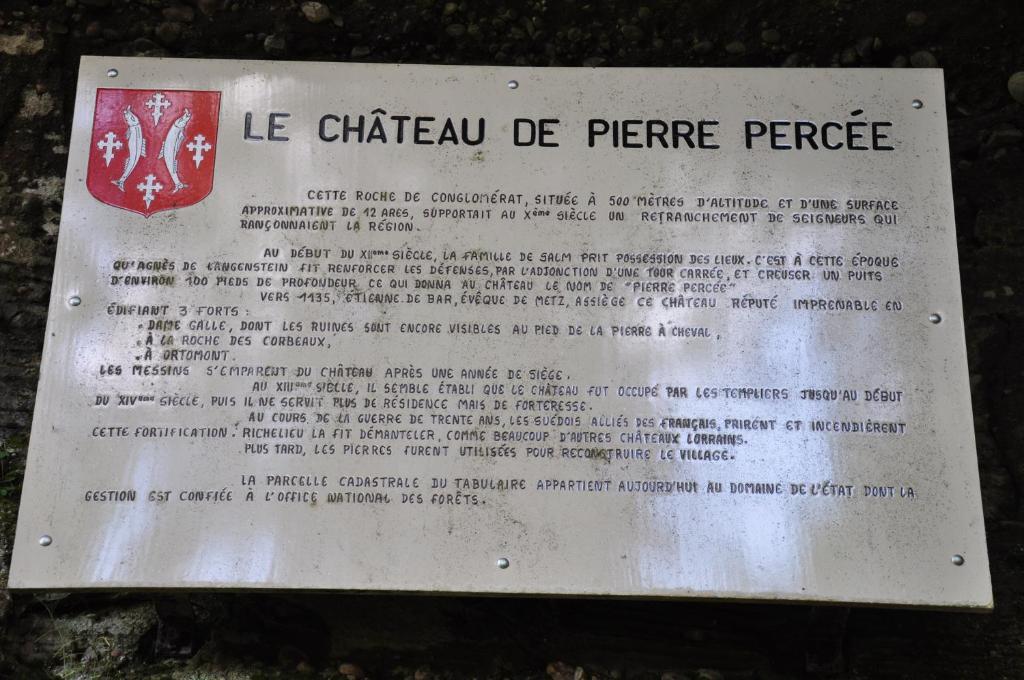 LE CHÂTEAU DE PIERRE PERCÉE
CETTE ROCHE DE CONGLOMÉRAT, SITUÉE À 500 MÈTRES D'ALTITUDE ET D'UNE SURFACE
APPROXIMATIVE DE 12 ARES, SUPPORTAIT AU Xème SIÈCLE UN RETRANCHEMENT DE SEIGNEURS QUI
RANÇONNAIENT LA RÉGION.
AU DÉBUT DU XIIème SIÈCLE, LA FAMILLE DE SALM PRIT POSSESSION DES LIEUX. C'EST À CETTE ÉPOQUE
QU'AGNÈS DE LANGENSTEIN FIT RENFORCER LES DÉFENSES, PAR L'ADJONCTION D'UNE TOUR CARRÉE, ET CREUSER UN PUITS
D'ENVIRON 100 PIEDS DE PROFONDEUR CE QUI DONNA AU CHÂTEAU LE NOM DE "PIERRE PERCÉE"
VERS 1135, ÉTIENNE DE BAR, ÉVÊQUE DE METZ, ASSIÈGE CE CHÂTEAU RÉPUTÉ IMPRENABLE EN
ÉDIFIANT 3 FORTS :
. DAME GALLE, DONT LES RUINES SONT ENCORE VISIBLES AU PIED DE LA PIERRE À CHEVAL,
. À LA ROCHE DES CORBEAUX,
. À ORTOMONT.
LES MESSINS S'EMPARENT DU CHÂTEAU APRÈS UNE ANNÉE DE SIÈGE.
AU XIIIème SIÈCLE, IL SEMBLE ÉTABLI QUE LE CHÂTEAU FUT OCCUPÉ PAR LES TEMPLIERS JUSQU'AU DÉBUT
DU XIVème SIÈCLE, PUIS IL NE SERVIT PLUS DE RÉSIDENCE MAIS DE FORTERESSE.
AU COURS DE LA GUERRE DE TRENTE ANS, LES SUÉDOIS ALLIÉS DES FRANÇAIS, PRIRENT ET INCENDIÈRENT
CETTE FORTIFICATION. RICHELIEU LA FIT DÉMANTELER, COMME BEAUCOUP D'AUTRES CHÂTEAUX LORRAINS.
PLUS TARD, LES PIERRES FURENT UTILISÉES POUR RECONSTRUIRE LE VILLAGE.
LA PARCELLE CADASTRALE DU TABULAIRE APPARTIENT AUJOURD'HUI AU DOMAINE DE L'ÉTAT DONT LA
GESTION EST CONFIÉE À L'OFFICE NATIONAL DES FORÊTS.